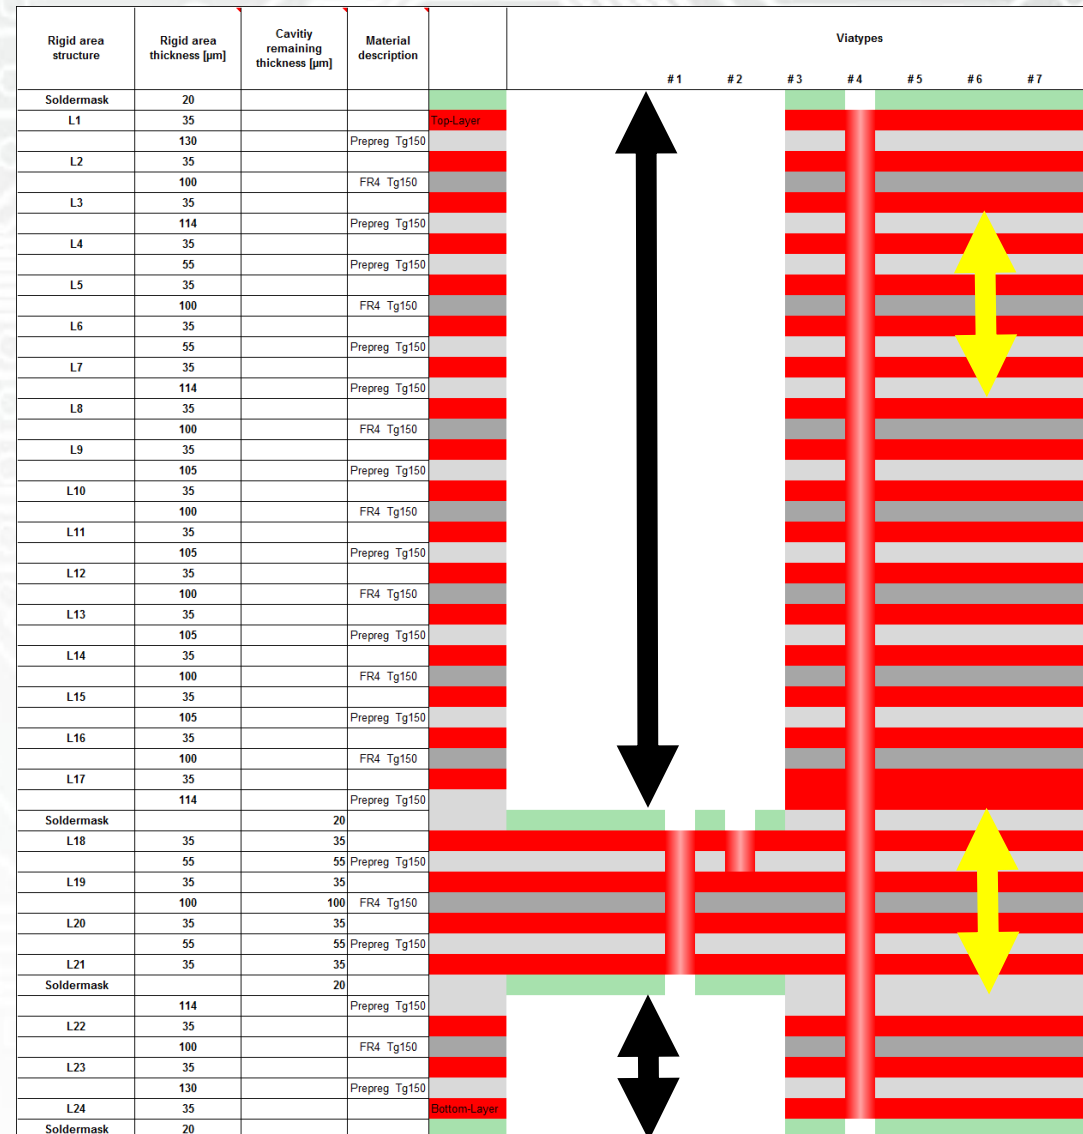 Rigid area structure Rigid area thickness [µm] Cavitiy remaining thickness [µm] Material description Viatypes
# 1 # 2 # 3 # 4 # 5 # 6 # 7
Soldermask 20
L1 35 Top-Layer
130 Prepreg Tg150
L2 35
100 FR4 Tg150
L3 35
114 Prepreg Tg150
L4 35
55 Prepreg Tg150
L5 35
100 FR4 Tg150
L6 35
55 Prepreg Tg150
L7 35
114 Prepreg Tg150
L8 35
100 FR4 Tg150
L9 35
105 Prepreg Tg150
L10 35
100 FR4 Tg150
L11 35
105 Prepreg Tg150
L12 35
100 FR4 Tg150
L13 35
105 Prepreg Tg150
L14 35
100 FR4 Tg150
L15 35
105 Prepreg Tg150
L16 35
100 FR4 Tg150
L17 35
114 Prepreg Tg150
Soldermask 20
L18 35 35
55 55 Prepreg Tg150
L19 35 35
100 100 FR4 Tg150
L20 35 35
55 55 Prepreg Tg150
L21 35 35
Soldermask 20
114 Prepreg Tg150
L22 35
100 FR4 Tg150
L23 35
130 Prepreg Tg150
L24 35 Bottom-Layer
Soldermask 20